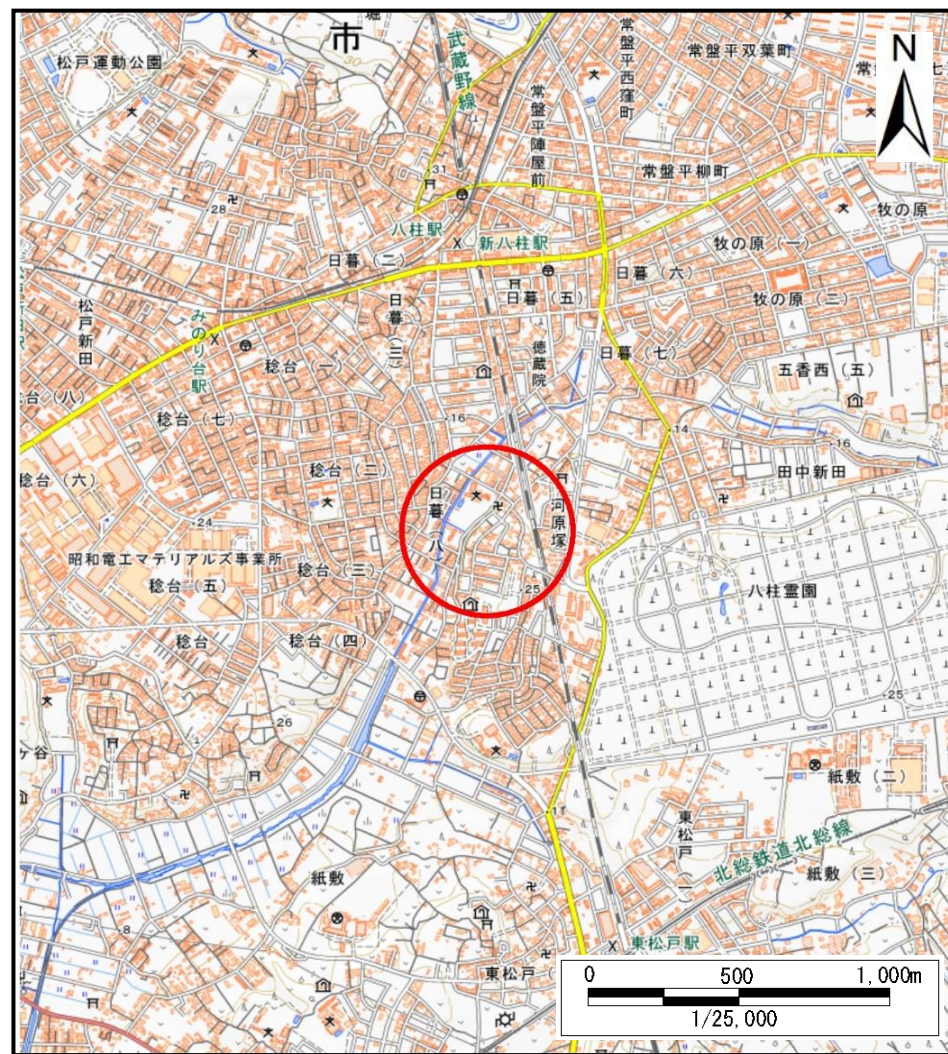 市
堀
30
松戸運動公園
武蔵野線
常盤平西窪町
常盤平双葉町
N
常盤平陣屋前
常盤平柳町
31
28
八柱駅
新八柱駅
牧の原
牧の原(一)
日暮(二)
日暮(五)
日暮(六)
牧の原(二)
松戸新田
みのり台駅
日暮(三)
徳蔵院
日暮(七)
稔台(一)
五香西(五)
稔台(八)
稔台(七)
16
14
16
稔台(二)
田中新田
稔台(六)
日暮(八)
河原塚
24
昭和電工マテリアルズ事業所
稔台(三)
25
八柱霊園
稔台(五)
稔台
稔台(四)
25
26
ケ谷
紙敷(二)
11
東松戸(一)
北総鉄道北総線
紙敷
紙敷(三)
8
東松戸駅
東松戸(
0 500 1,000m
1/25,000